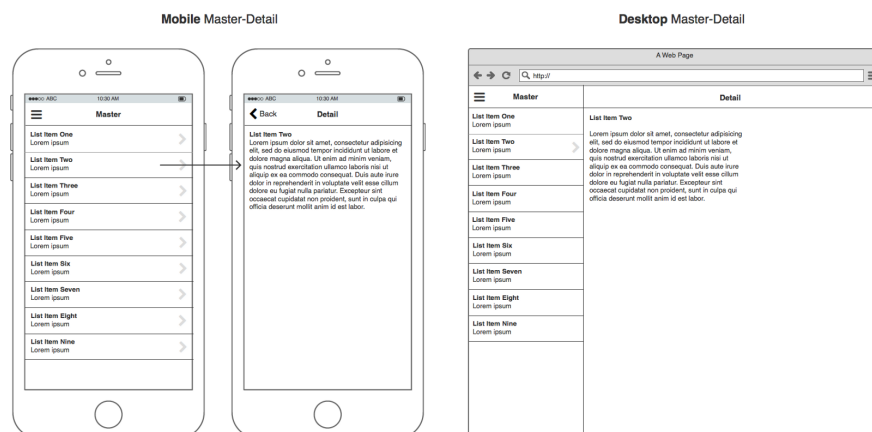 Mobile Master-Detail
ABC 10:30 AM
Master
List Item One
Lorem ipsum
List Item Two
Lorem ipsum
List Item Three
Lorem ipsum
List Item Four
Lorem ipsum
List Item Five
Lorem ipsum
List Item Six
Lorem ipsum
List Item Seven
Lorem ipsum
List Item Eight
Lorem ipsum
List Item Nine
Lorem ipsum
ABC 10:30 AM
Back Detail
List Item Two
Lorem ipsum dolor sit amet, consectetur adipisicing
elit, sed do eiusmod tempor incididunt ut labore et
dolore magna aliqua. Ut enim ad minim veniam,
quis nostrud exercitation ullamco laboris nisi ut
aliquip ex ea commodo consequat. Duis aute irure
dolor in reprehenderit in voluptate velit esse cillum
dolore eu fugiat nulla pariatur. Excepteur sint
occaecat cupidatat non proident, sunt in culpa qui
officia deserunt mollit anim id est labor.
Desktop Master-Detail
A Web Page
http://
Master
List Item One
Lorem ipsum
List Item Two
Lorem ipsum
List Item Three
Lorem ipsum
List Item Four
Lorem ipsum
List Item Five
Lorem ipsum
List Item Six
Lorem ipsum
List Item Seven
Lorem ipsum
List Item Eight
Lorem ipsum
List Item Nine
Lorem ipsum
Detail
List Item Two
Lorem ipsum dolor sit amet, consectetur adipisicing
elit, sed do eiusmod tempor incididunt ut labore et
dolore magna aliqua. Ut enim ad minim veniam,
quis nostrud exercitation ullamco laboris nisi ut
aliquip ex ea commodo consequat. Duis aute irure
dolor in reprehenderit in voluptate velit esse cillum
dolore eu fugiat nulla pariatur. Excepteur sint
occaecat cupidatat non proident, sunt in culpa qui
officia deserunt mollit anim id est labor.